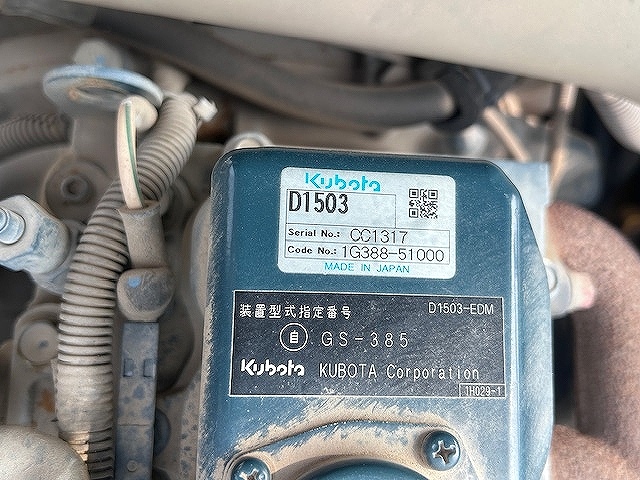 Kubota
D1503
Serial No.: CC1317
Code No.: 1G388-51000
MADE IN JAPAN
装置型式指定番号 D1503-EDM
自 GS-385
Kubota KUBOTA Corporation
1H029-1